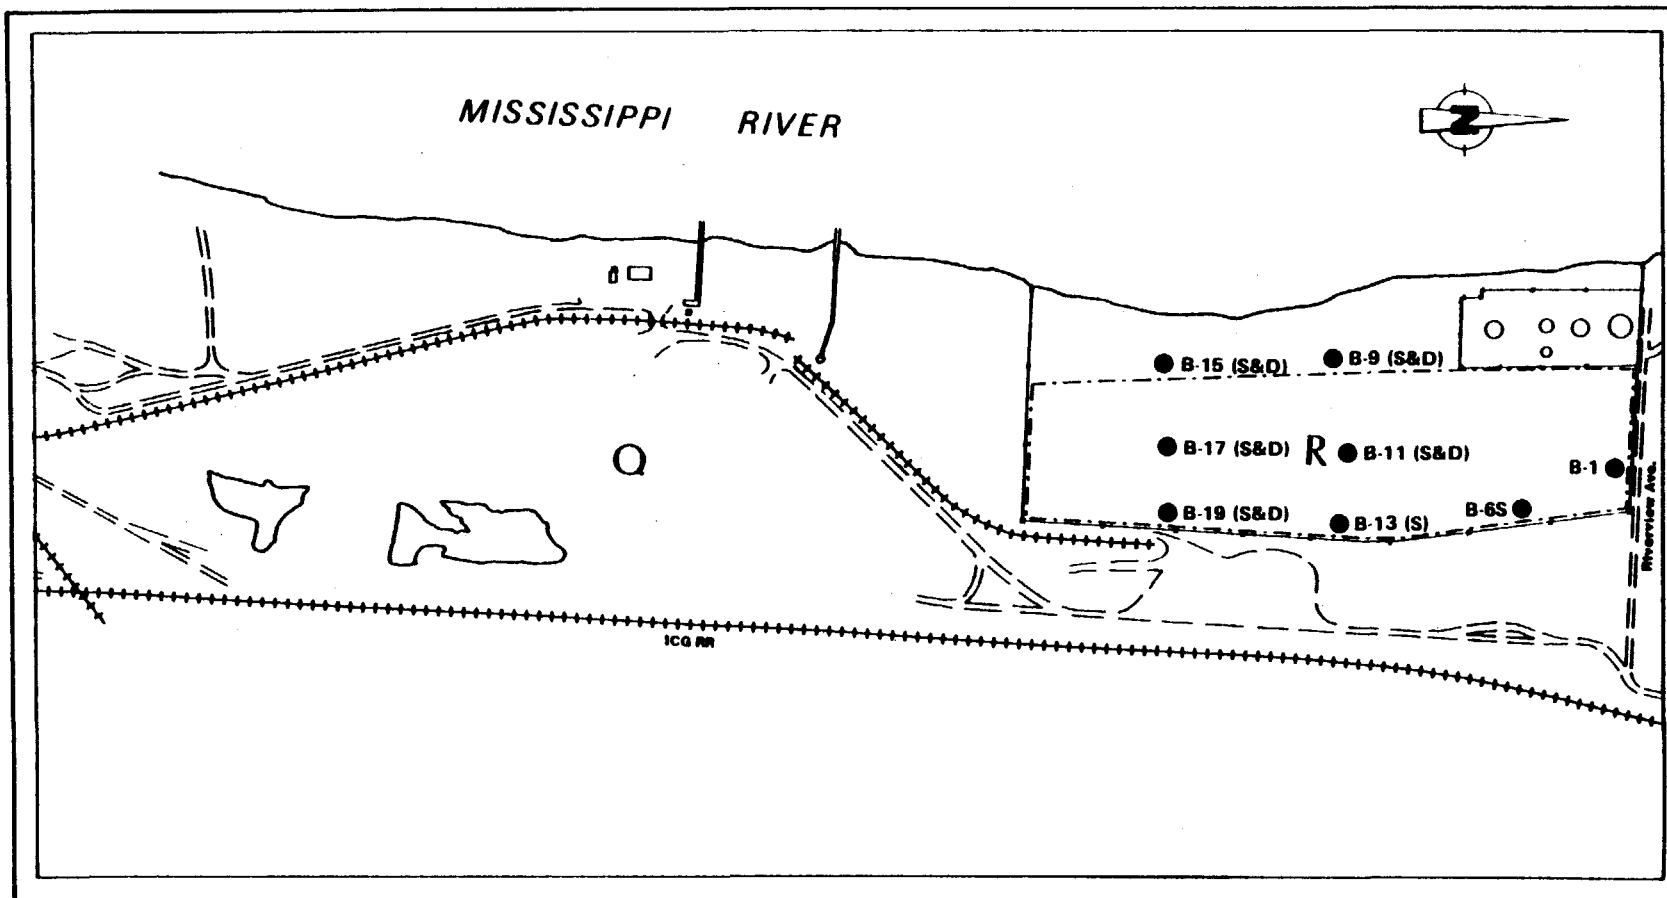 MISSISSIPPI RIVER
N
B-15 (S&D)
B-9 (S&D)
B-17 (S&D)
R
B-11 (S&D)
Q
B-1
B-19 (S&D)
B-13 (S)
B-6S
Riverview Ave.
ICG RR